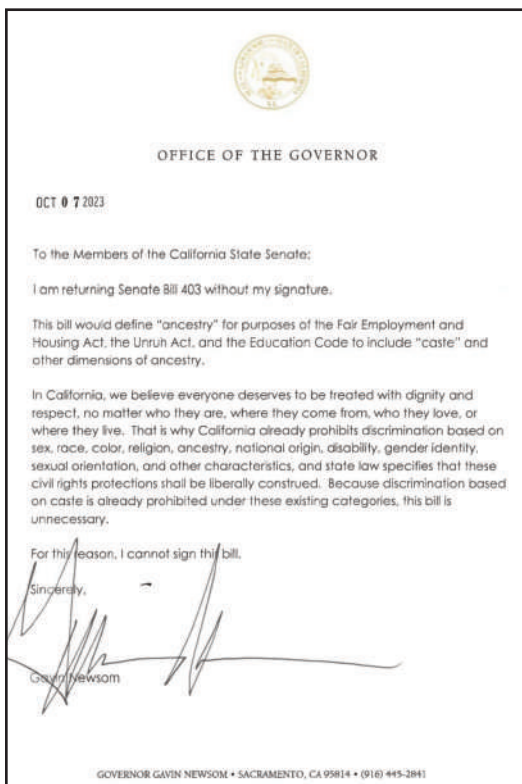 OFFICE OF THE GOVERNOR
OCT 0 7 2023
To the Members of the California State Senate:
I am returning Senate Bill 403 without my signature.
This bill would define "ancestry" for purposes of the Fair Employment and
Housing Act, the Unruh Act, and the Education Code to include "caste" and
other dimensions of ancestry.
In California, we believe everyone deserves to be treated with dignity and
respect, no matter who they are, where they come from, who they love, or
where they live. That is why California already prohibits discrimination based on
sex, race, color, religion, ancestry, national origin, disability, gender identity,
sexual orientation, and other characteristics, and state law specifies that these
civil rights protections shall be liberally construed. Because discrimination based
on caste is already prohibited under these existing categories, this bill is
unnecessary.
For this reason, I cannot sign this bill.
Sincerely,
Gavin Newsom
GOVERNOR GAVIN NEWSOM • SACRAMENTO, CA 95814 • (916) 445-2841